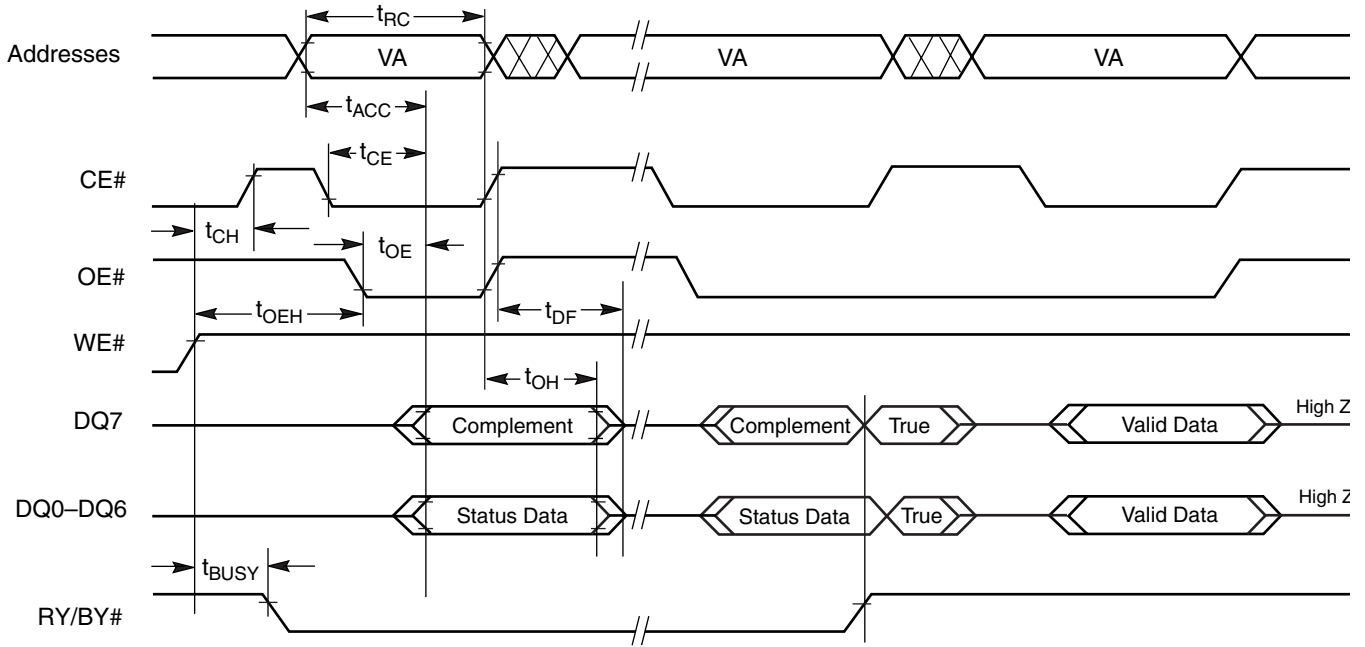 tRC
Addresses VA VA VA
tACC
tCE
CE#
tCH
tOE
OE#
tOEH
tDF
WE#
tOH
DQ7 Complement Complement True Valid Data High Z
DQ0–DQ6 Status Data Status Data True Valid Data High Z
tBUSY
RY/BY#